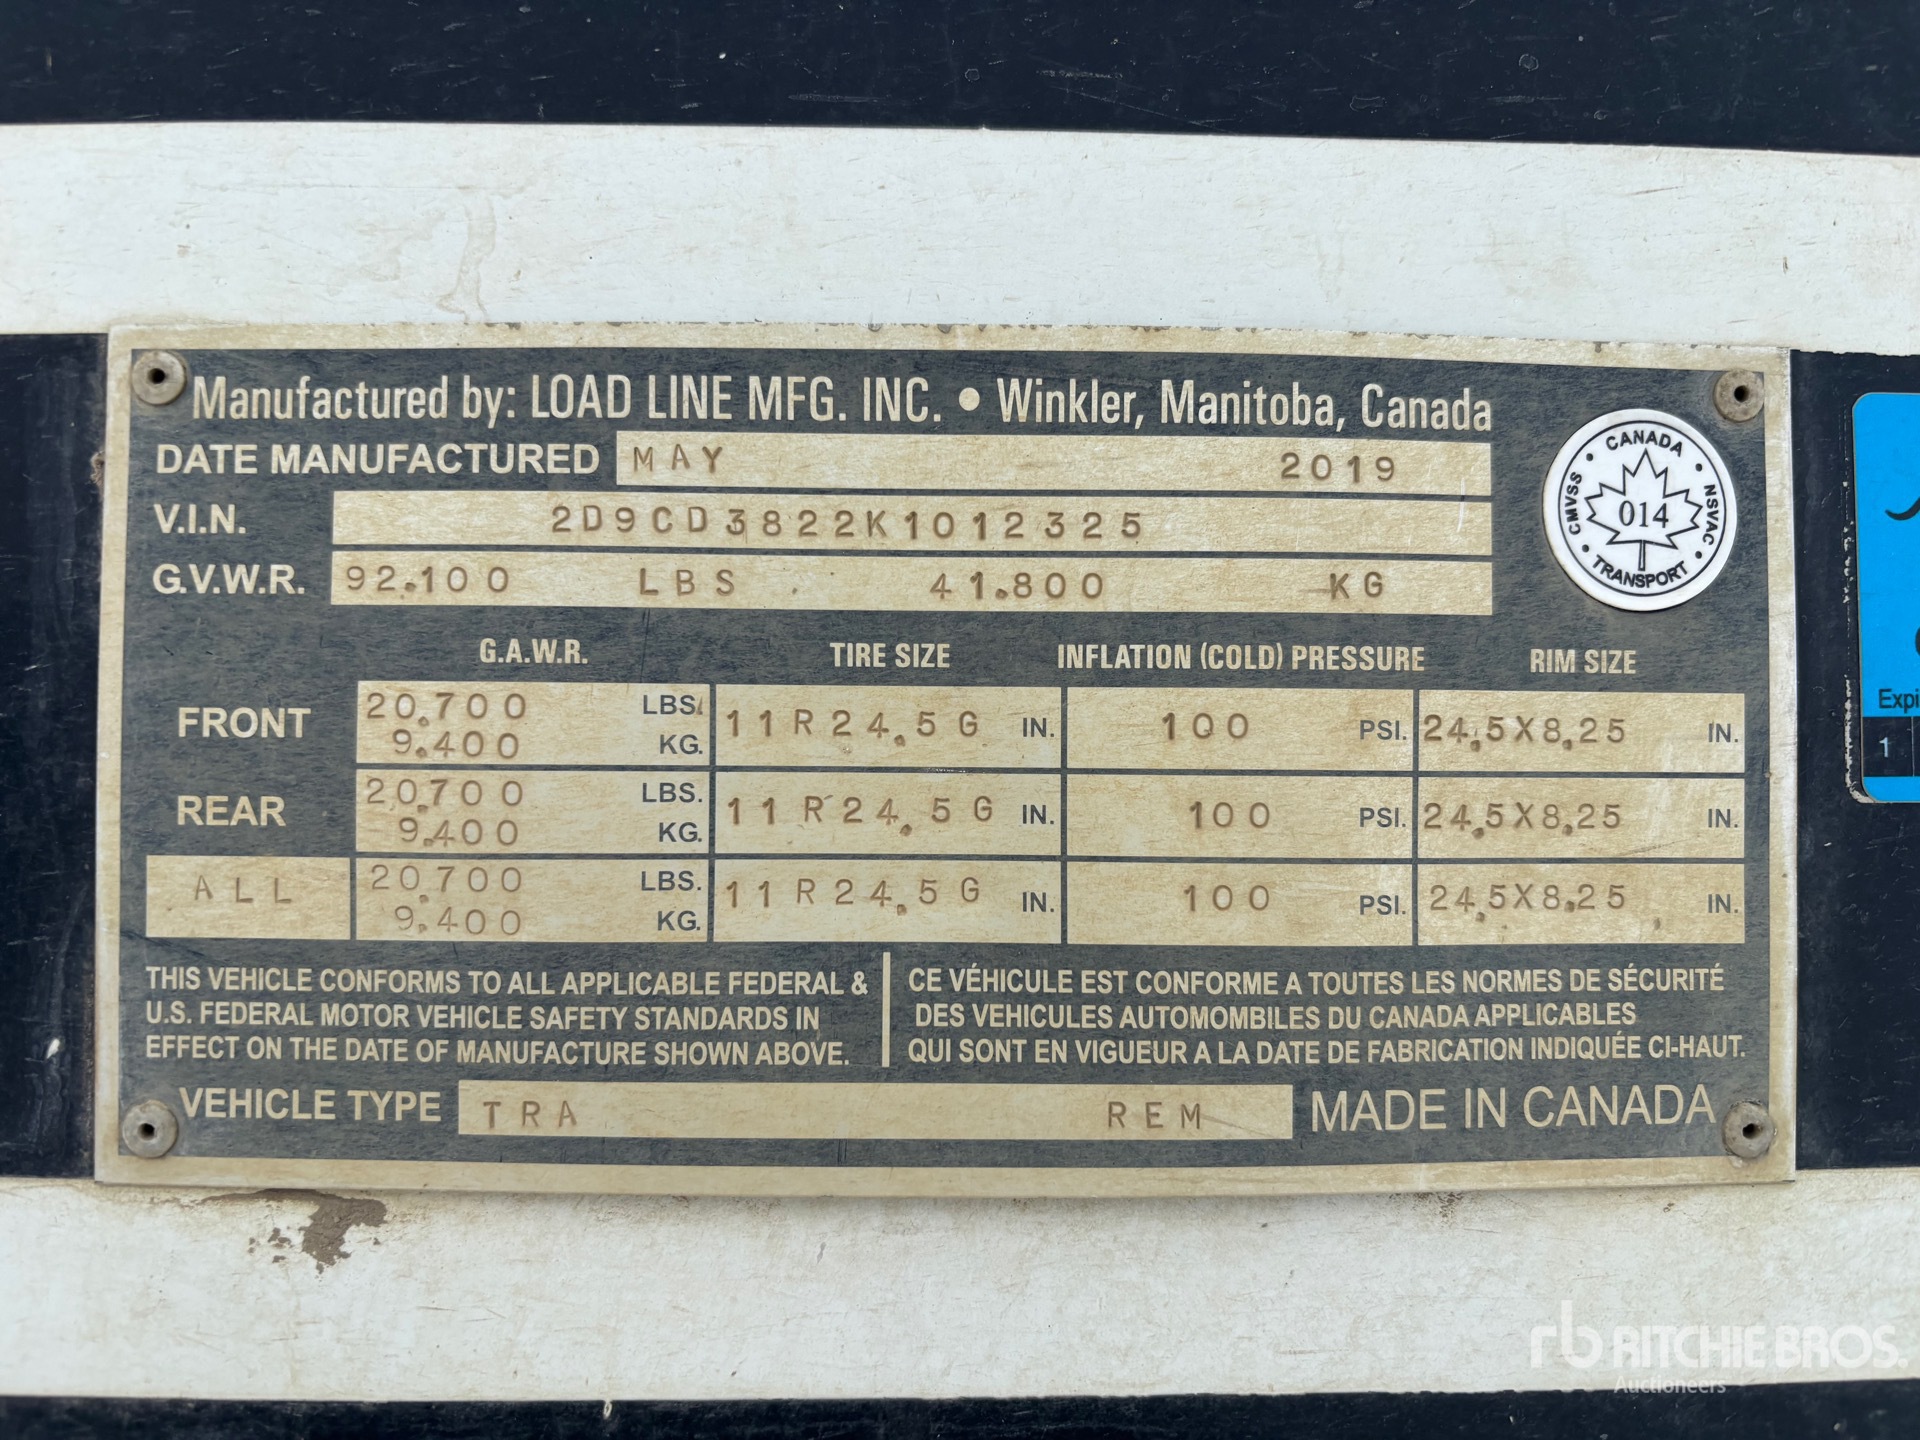 Manufactured by: LOAD LINE MFG. INC. • Winkler, Manitoba, Canada
DATE MANUFACTURED MAY 2019
V.I.N. 2D9CD3822K1012325
G.V.W.R. 92.100 LBS 41.800 KG
CANADA
CMVSS 014 NSVAC
TRANSPORT
G.A.W.R. TIRE SIZE INFLATION (COLD) PRESSURE RIM SIZE
FRONT 20.700 LBS. 11R24.5G IN. 100 PSI. 24.5X8.25 IN.
9.400 KG.
REAR 20.700 LBS. 11R24.5G IN. 100 PSI. 24.5X8.25 IN.
9.400 KG.
ALL 20.700 LBS. 11R24.5G IN. 100 PSI. 24.5X8.25 IN.
9.400 KG.
THIS VEHICLE CONFORMS TO ALL APPLICABLE FEDERAL &
U.S. FEDERAL MOTOR VEHICLE SAFETY STANDARDS IN
EFFECT ON THE DATE OF MANUFACTURE SHOWN ABOVE.
CE VÉHICULE EST CONFORME A TOUTES LES NORMES DE SÉCURITÉ
DES VEHICULES AUTOMOMBILES DU CANADA APPLICABLES
QUI SONT EN VIGUEUR A LA DATE DE FABRICATION INDIQUÉE CI-HAUT.
VEHICLE TYPE TRA REM MADE IN CANADA
Expi
1
rb RITCHIE BROS.
Auctioneers